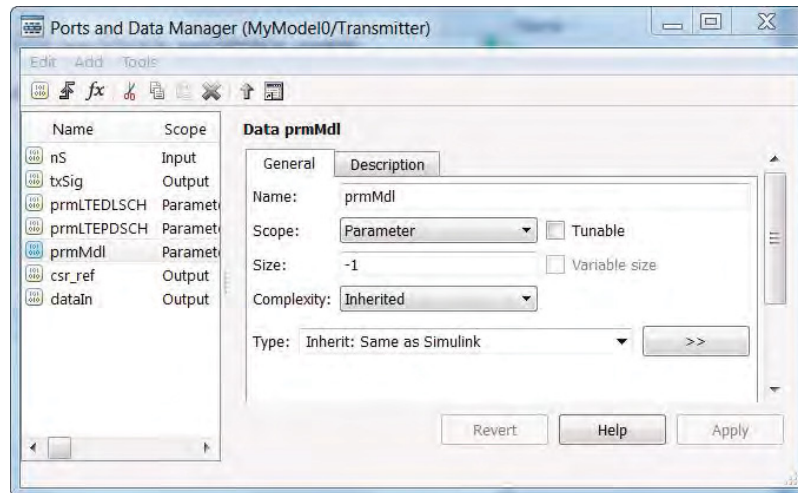 Ports and Data Manager (MyModel0/Transmitter)
Edit Add Tools
fx
Name Scope
nS Input
txSig Output
prmLTEDLSCH Paramet
prmLTEPDSCH Paramet
prmMdl Paramet
csr_ref Output
dataIn Output
Data prmMdl
General Description
Name: prmMdl
Scope: Parameter Tunable
Size: -1 Variable size
Complexity: Inherited
Type: Inherit: Same as Simulink >>
Revert Help Apply